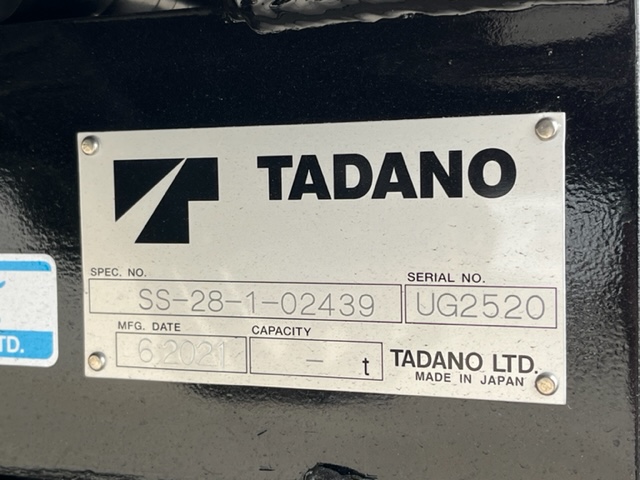 TADANO
SPEC. NO.
SS-28-1-02439
SERIAL NO.
UG2520
MFG. DATE
6,2021
CAPACITY
- t
TADANO LTD.
MADE IN JAPAN
TD.